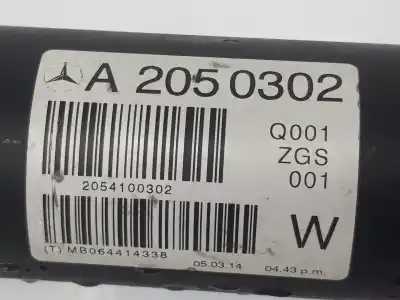 A 205 0302
Q001
ZGS
001
2054100302
W
(T) MB064414338
05.03.14
04.43 p.m.